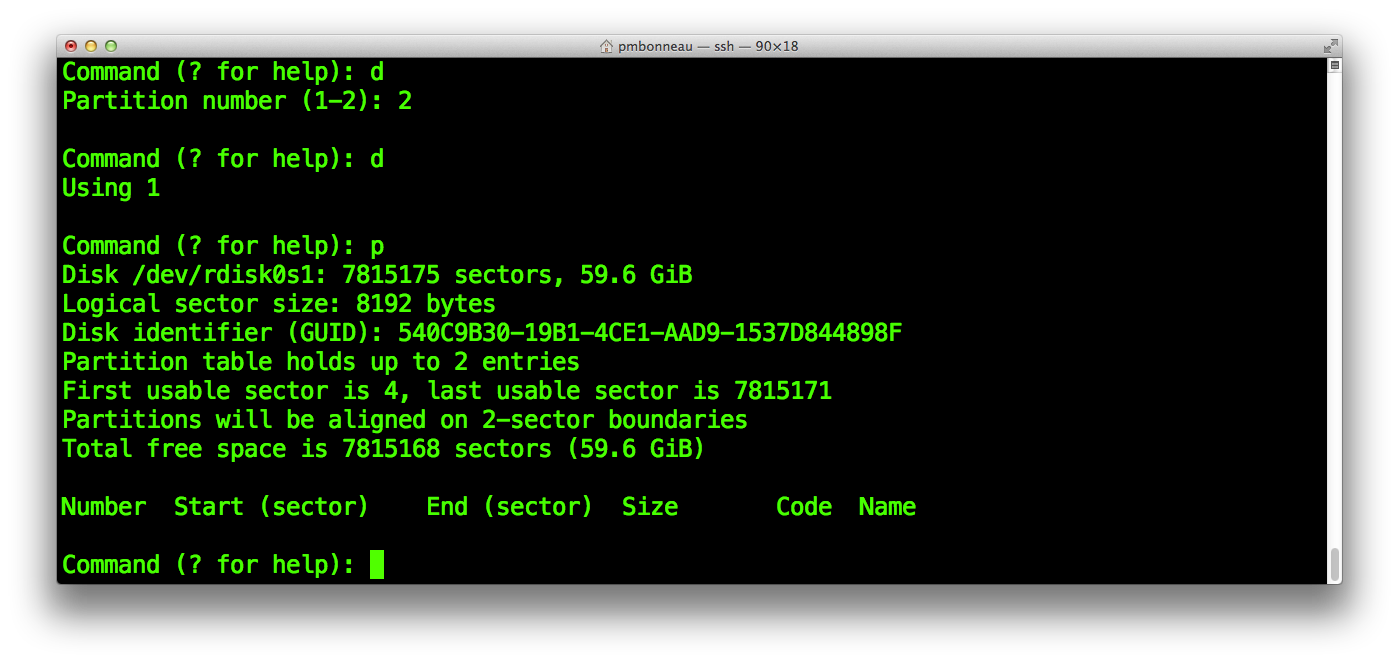 pmbonneau — ssh — 90×18
Command (? for help): d
Partition number (1-2): 2
Command (? for help): d
Using 1
Command (? for help): p
Disk /dev/rdisk0s1: 7815175 sectors, 59.6 GiB
Logical sector size: 8192 bytes
Disk identifier (GUID): 540C9B30-19B1-4CE1-AAD9-1537D844898F
Partition table holds up to 2 entries
First usable sector is 4, last usable sector is 7815171
Partitions will be aligned on 2-sector boundaries
Total free space is 7815168 sectors (59.6 GiB)
Number  Start (sector)    End (sector)  Size       Code  Name
Command (? for help):